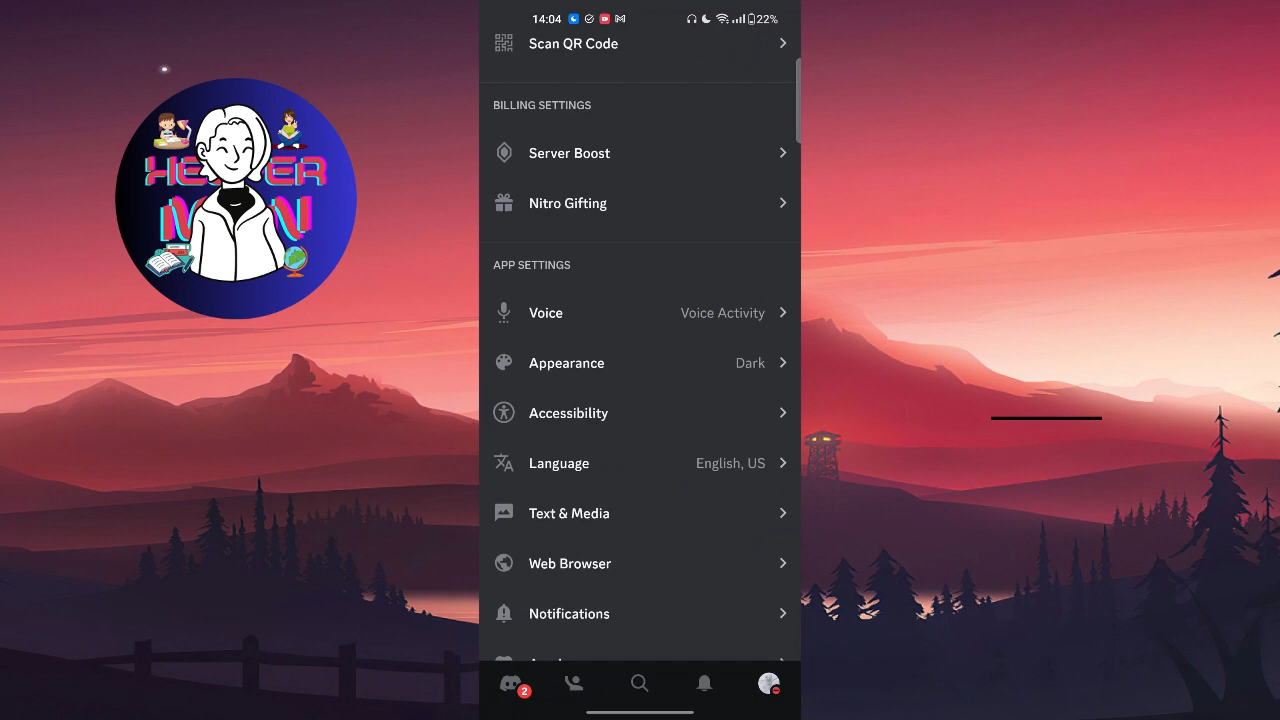 14:04
22%
Scan QR Code
BILLING SETTINGS
Server Boost
Nitro Gifting
APP SETTINGS
Voice Voice Activity
Appearance Dark
Accessibility
Language English, US
Text & Media
Web Browser
Notifications
2